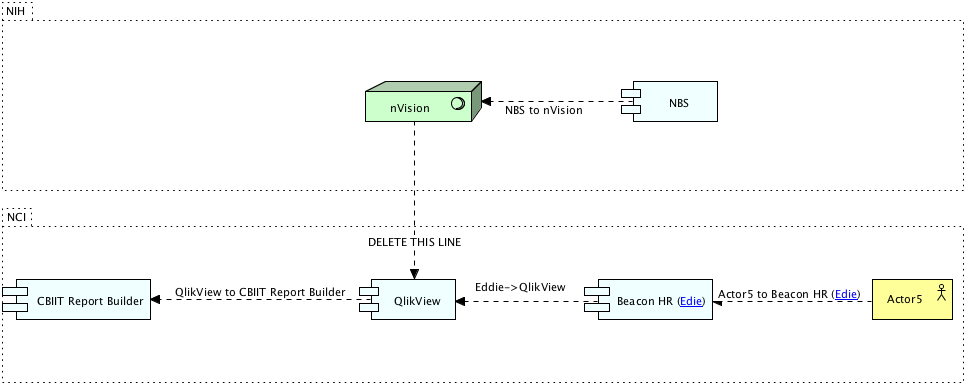 NIH
nVision
NBS
NBS to nVision
NCI
DELETE THIS LINE
CBIIT Report Builder
QlikView to CBIIT Report Builder
QlikView
Eddie->QlikView
Beacon HR (Edie)
Actor5 to Beacon HR (Edie)
Actor5